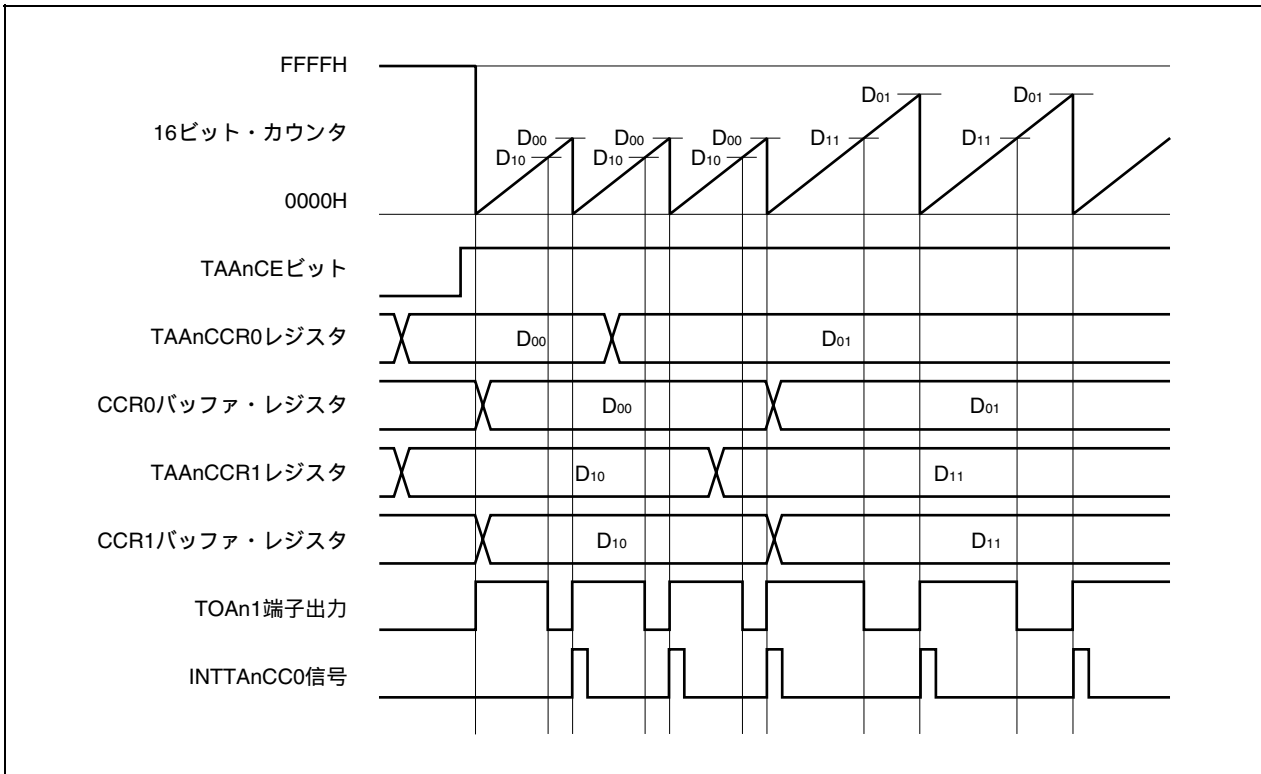 FFFFH
D01 D01
16ビット・カウンタ D00 D00 D00 D11 D11
D10 D10 D10
0000H
TAAnCEビット
TAAnCCR0レジスタ D00 D01
CCR0バッファ・レジスタ D00 D01
TAAnCCR1レジスタ D10 D11
CCR1バッファ・レジスタ D10 D11
TOAn1端子出力
INTTAnCC0信号